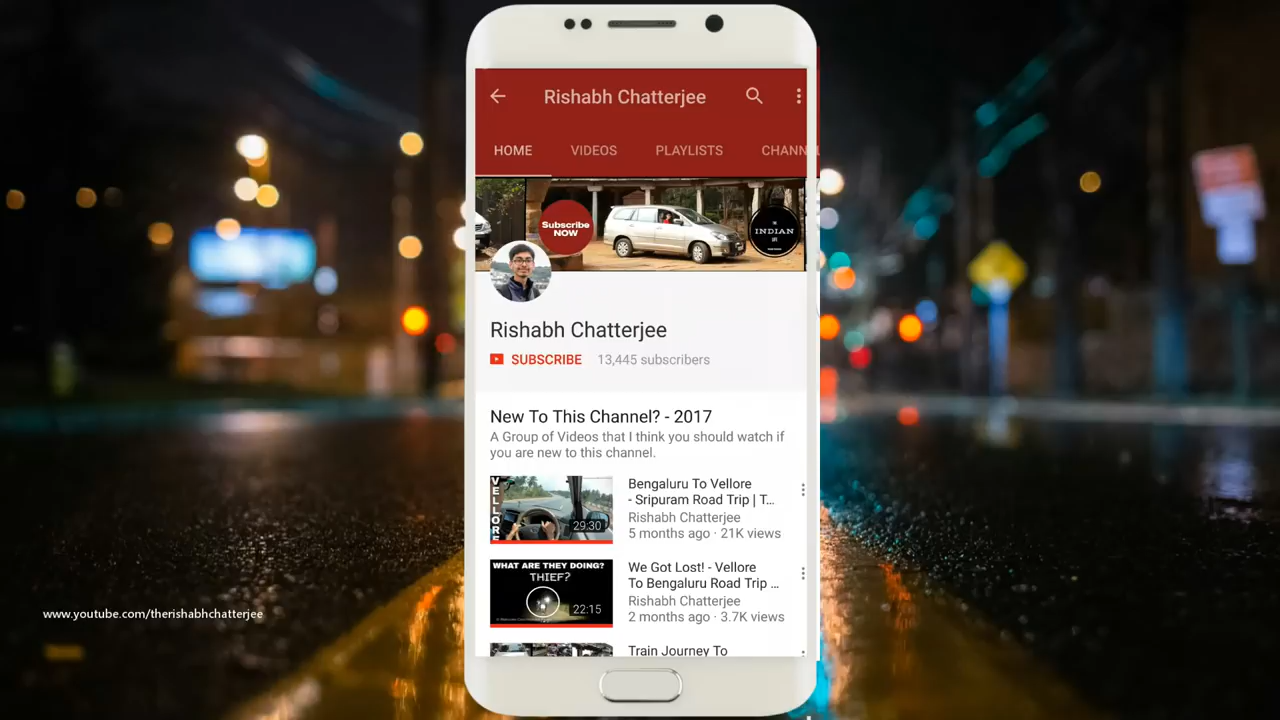 Rishabh Chatterjee
HOME VIDEOS PLAYLISTS CHANN
Subscribe
NOW
THE
INDIAN
Rishabh Chatterjee
SUBSCRIBE 13,445 subscribers
New To This Channel? - 2017
A Group of Videos that I think you should watch if
you are new to this channel.
VELLORE
29:30
Bengaluru To Vellore
- Sripuram Road Trip | T...
Rishabh Chatterjee
5 months ago · 21K views
WHAT ARE THEY DOING?
THIEF?
22:15
We Got Lost! - Vellore
To Bengaluru Road Trip ...
Rishabh Chatterjee
2 months ago · 3.7K views
Train Journey To
www.youtube.com/therishabhchatterjee